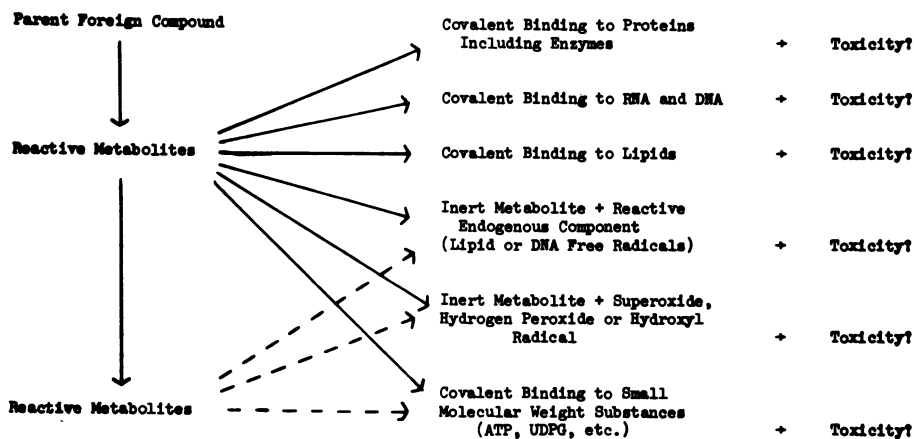 Parent Foreign Compound
Reactive Metabolites
Reactive Metabolites
Covalent Binding to Proteins
Including Enzymes → Toxicity?
Covalent Binding to RNA and DNA → Toxicity?
Covalent Binding to Lipids → Toxicity?
Inert Metabolite + Reactive
Endogenous Component
(Lipid or DNA Free Radicals) → Toxicity?
Inert Metabolite + Superoxide,
Hydrogen Peroxide or Hydroxyl
Radical → Toxicity?
Covalent Binding to Small
Molecular Weight Substances
(ATP, UDPG, etc.) → Toxicity?